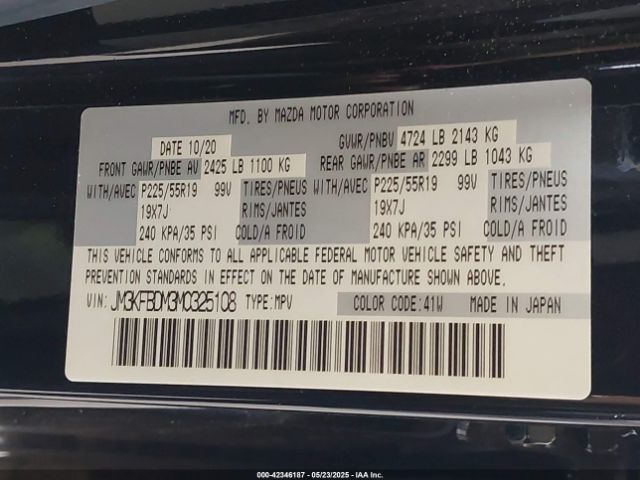 MFD. BY MAZDA MOTOR CORPORATION
DATE 10/20 GVWR/PNBV 4724 LB 2143 KG
FRONT GAWR/PNBE AV 2425 LB 1100 KG REAR GAWR/PNBE AR 2299 LB 1043 KG
WITH/AVEC P225/55R19 99V TIRES/PNEUS WITH/AVEC P225/55R19 99V TIRES/PNEUS
19X7J RIMS/JANTES 19X7J RIMS/JANTES
240 KPA/35 PSI COLD/A FROID 240 KPA/35 PSI COLD/A FROID
THIS VEHICLE CONFORMS TO ALL APPLICABLE FEDERAL MOTOR VEHICLE SAFETY AND THEFT
PREVENTION STANDARDS IN EFFECT ON THE DATE OF MANUFACTURE SHOWN ABOVE.
VIN: JM3KFBDM3M0325108 TYPE: MPV COLOR CODE: 41W MADE IN JAPAN
000-42346187 - 05/23/2025 - IAA Inc.